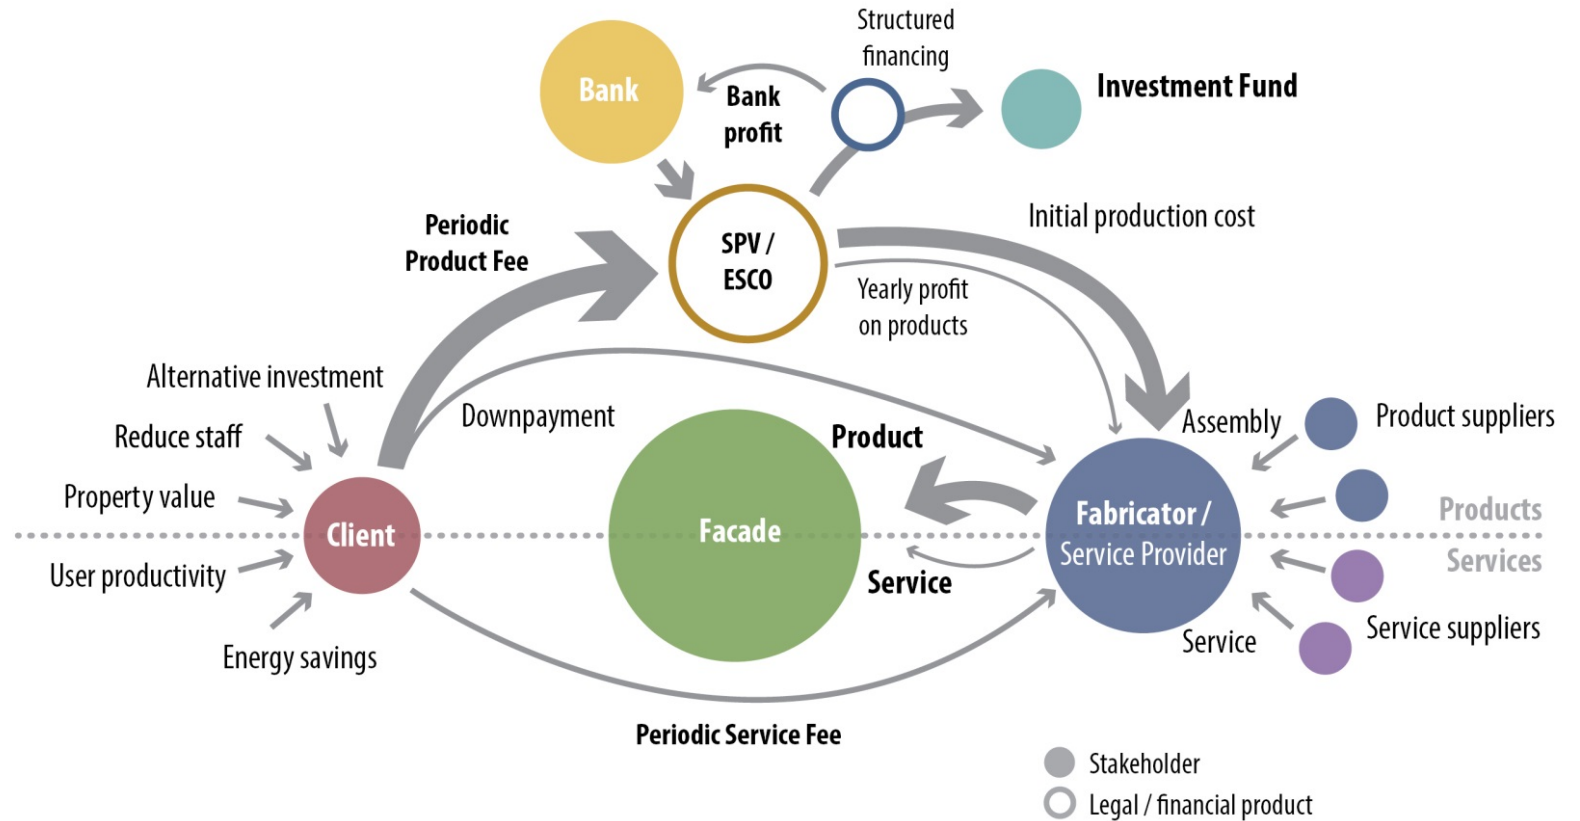 Structured
financing
Bank
Investment Fund
Bank
profit
Periodic
Product Fee
SPV /
ESCO
Initial production cost
Yearly profit
on products
Alternative investment
Downpayment
Reduce staff
Product
Assembly
Product suppliers
Property value
Client
Facade
Fabricator /
Service Provider
Products
Services
User productivity
Service
Energy savings
Service
Service suppliers
Periodic Service Fee
Stakeholder
Legal / financial product